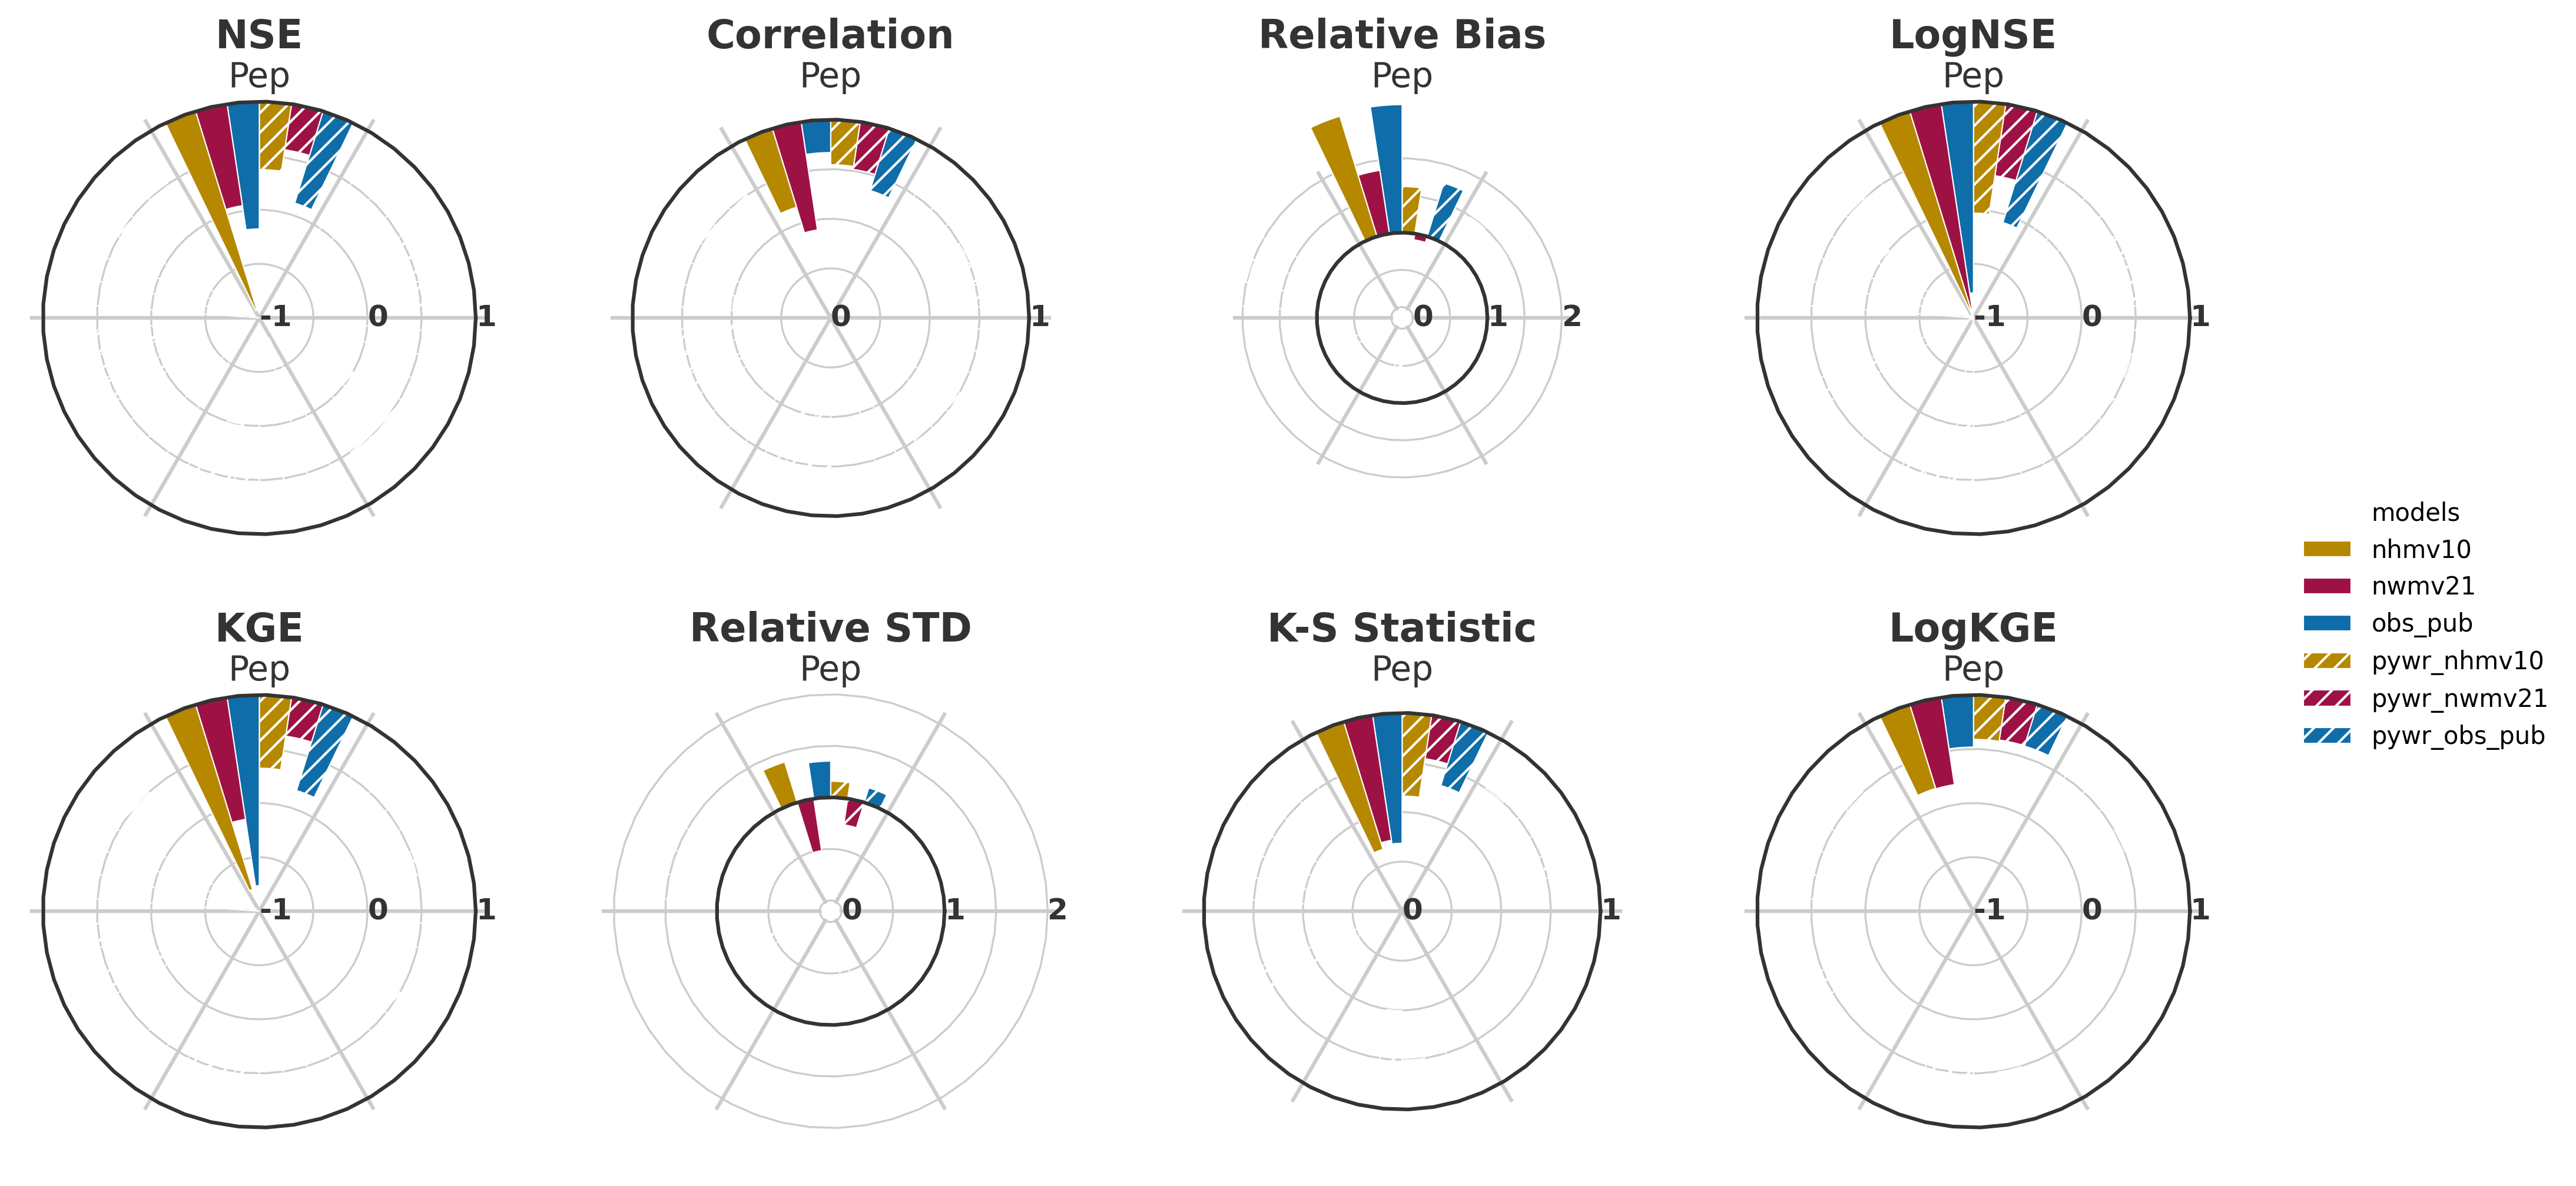 NSE
Pep
-1 0 1
Correlation
Pep
0 1
Relative Bias
Pep
0 1 2
LogNSE
Pep
-1 0 1
KGE
Pep
-1 0 1
Relative STD
Pep
0 1 2
K-S Statistic
Pep
0 1
LogKGE
Pep
-1 0 1
models
nhmv10
nwmv21
obs_pub
pywr_nhmv10
pywr_nwmv21
pywr_obs_pub